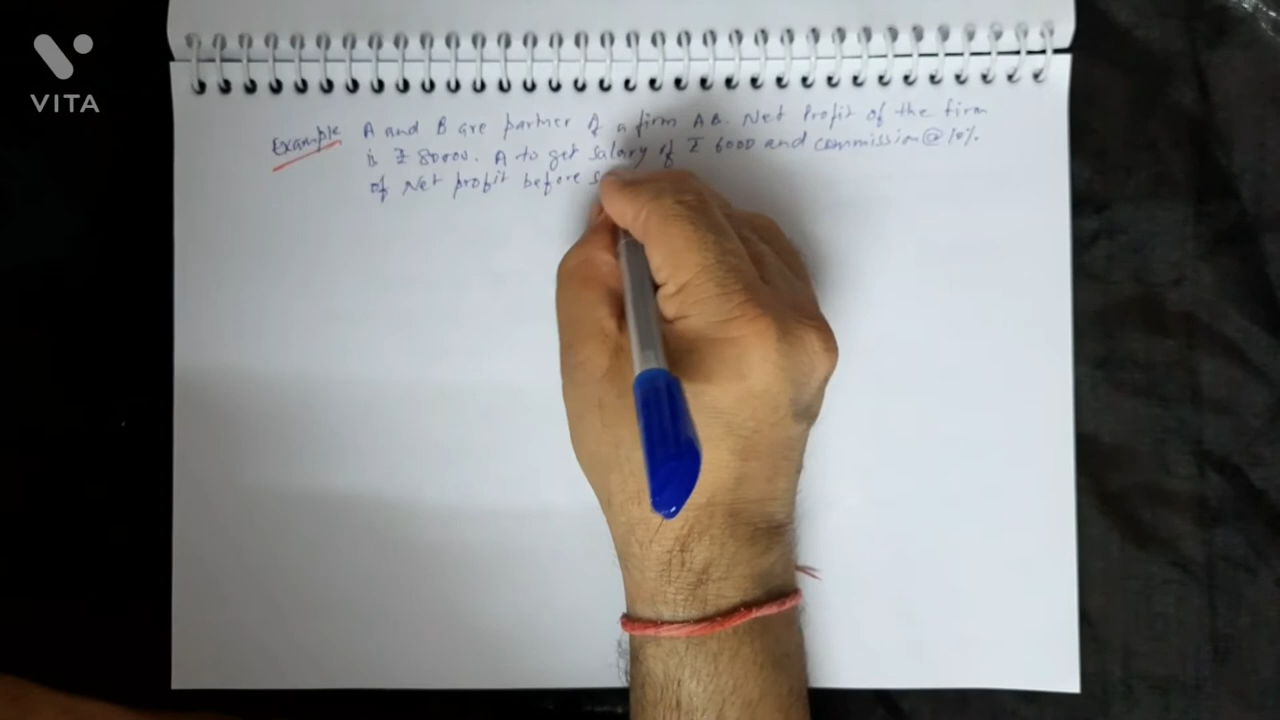 VITA
Example A and B are partner of a firm AB. Net Profit of the firm
is ₹ 80000. A to get salary of ₹ 6000 and commission @ 10%.
of Net profit before s